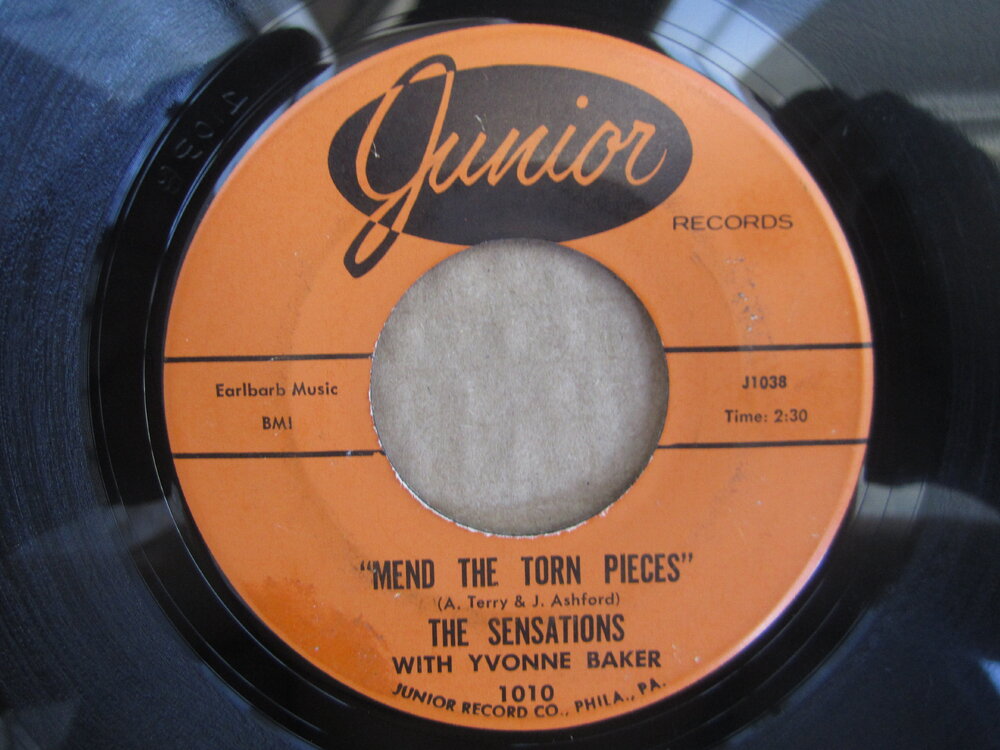 Junior
RECORDS
Earlbarb Music
BMI
J1038
Time: 2:30
"MEND THE TORN PIECES"
(A. Terry & J. Ashford)
THE SENSATIONS
WITH YVONNE BAKER
1010
JUNIOR RECORD CO., PHILA., PA.